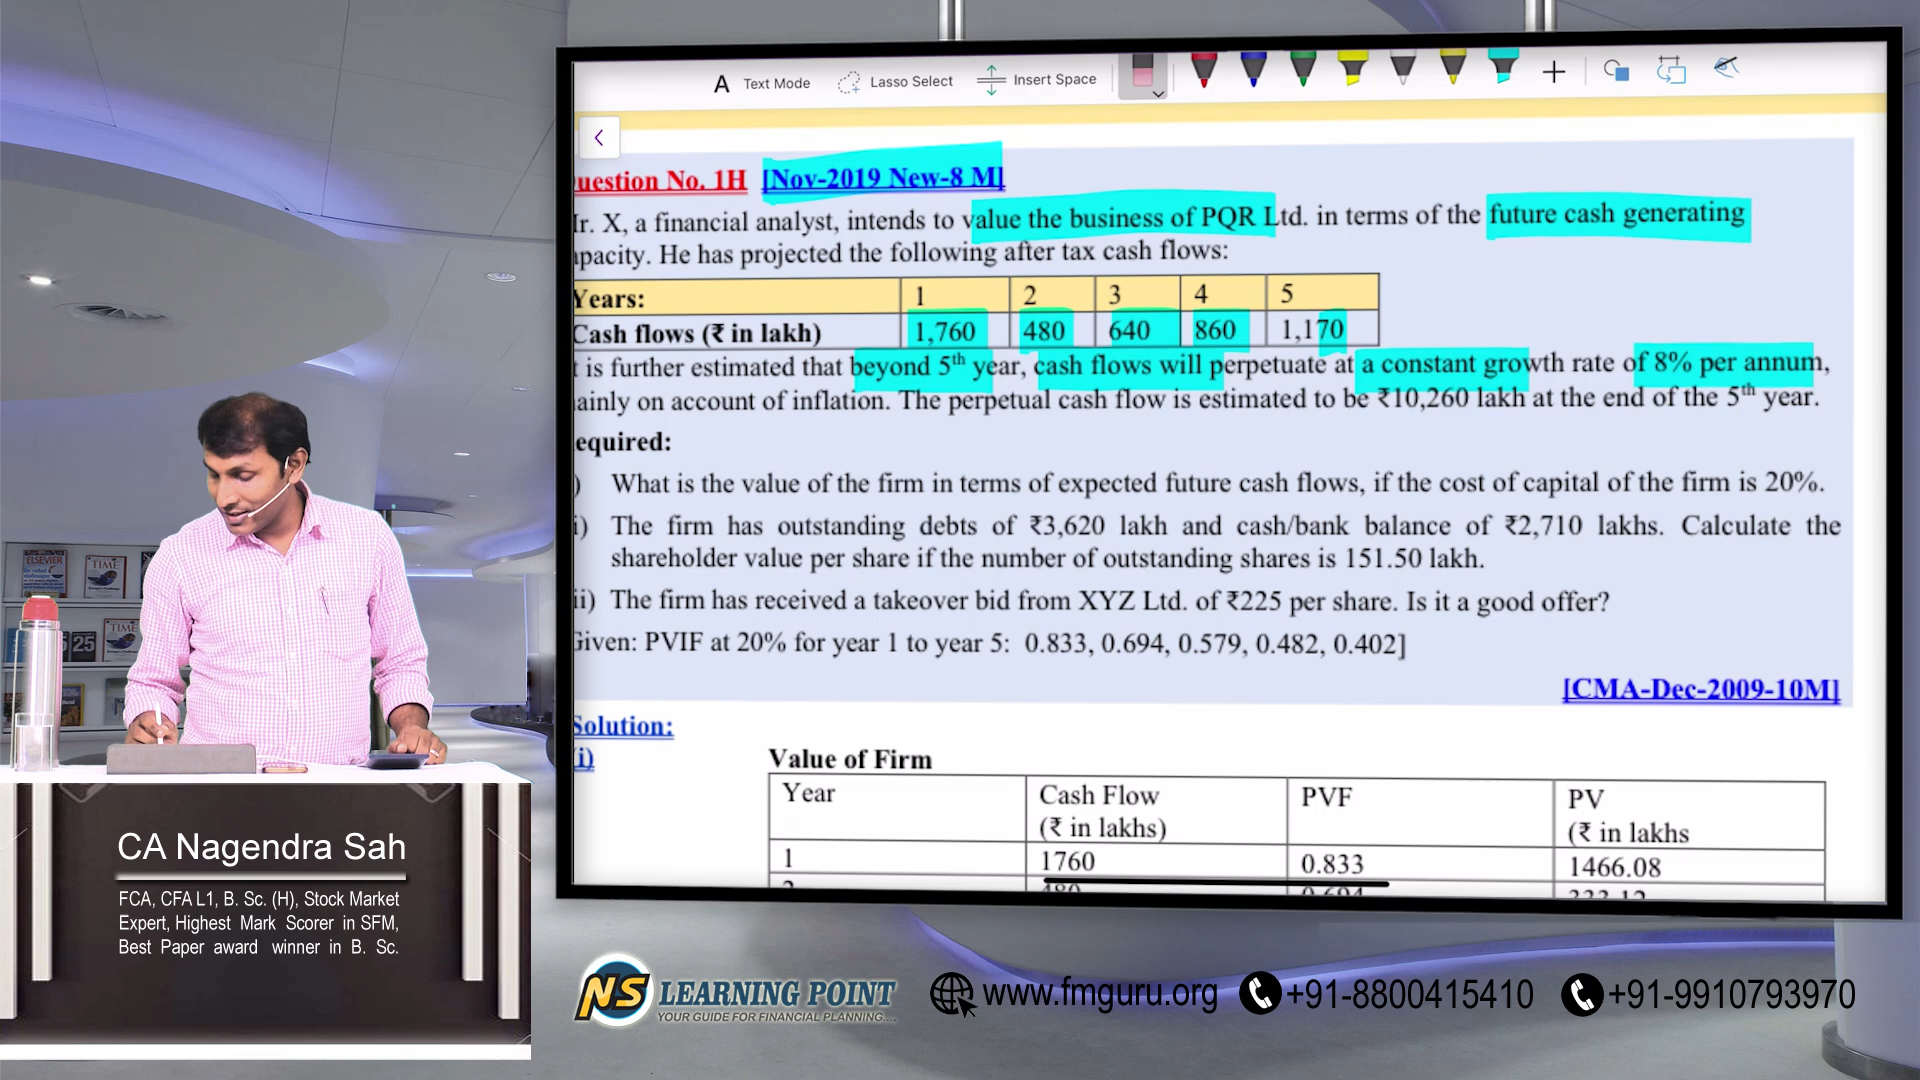 A Text Mode Lasso Select Insert Space
uestion No. 1H [Nov-2019 New-8 M]
Ir. X, a financial analyst, intends to value the business of PQR Ltd. in terms of the future cash generating
apacity. He has projected the following after tax cash flows:
Years: 1 2 3 4 5
Cash flows (₹ in lakh) 1,760 480 640 860 1,170
t is further estimated that beyond 5th year, cash flows will perpetuate at a constant growth rate of 8% per annum,
ainly on account of inflation. The perpetual cash flow is estimated to be ₹10,260 lakh at the end of the 5th year.
equired:
) What is the value of the firm in terms of expected future cash flows, if the cost of capital of the firm is 20%.
i) The firm has outstanding debts of ₹3,620 lakh and cash/bank balance of ₹2,710 lakhs. Calculate the
shareholder value per share if the number of outstanding shares is 151.50 lakh.
ii) The firm has received a takeover bid from XYZ Ltd. of ₹225 per share. Is it a good offer?
Given: PVIF at 20% for year 1 to year 5: 0.833, 0.694, 0.579, 0.482, 0.402]
[CMA-Dec-2009-10M]
Solution:
(i) Value of Firm
Year Cash Flow PVF PV
(₹ in lakhs) (₹ in lakhs
1 1760 0.833 1466.08
2 480 0.694 333.12
ELSEVIER
TIME
TIME
25
CA Nagendra Sah
FCA, CFA L1, B. Sc. (H), Stock Market
Expert, Highest Mark Scorer in SFM,
Best Paper award winner in B. Sc.
NS LEARNING POINT
YOUR GUIDE FOR FINANCIAL PLANNING....
www.fmguru.org +91-8800415410 +91-9910793970